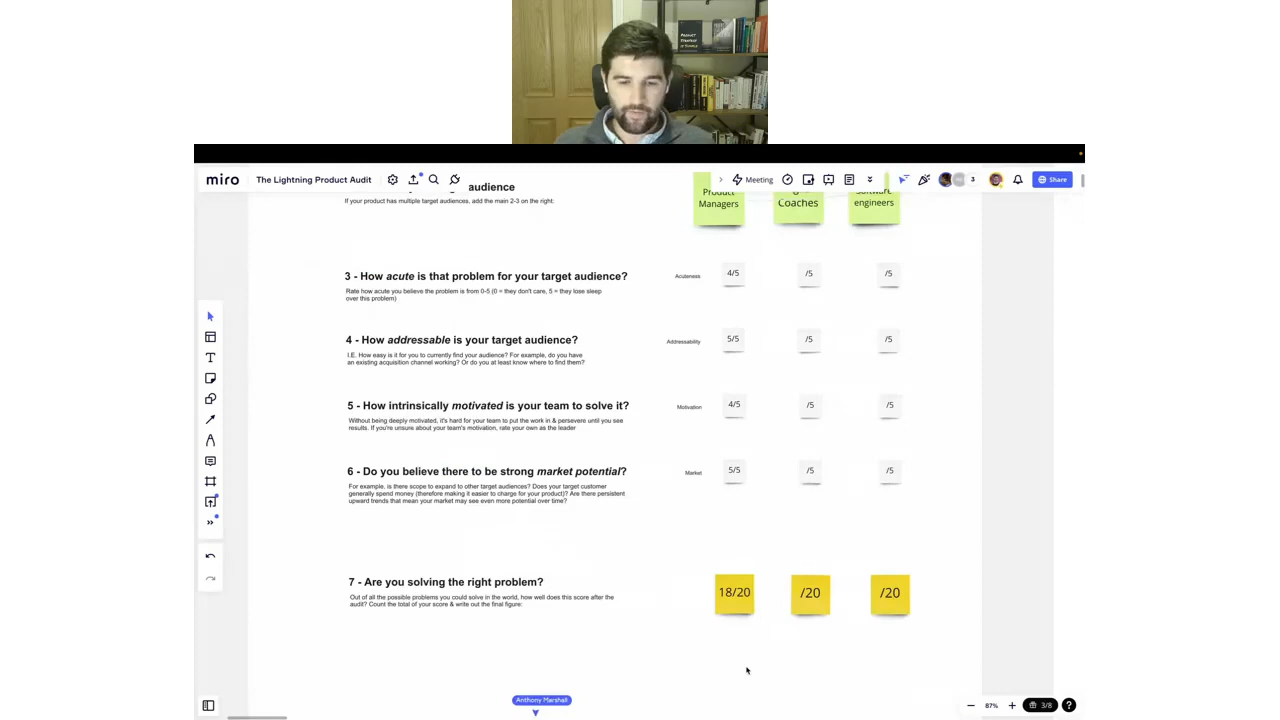 PRODUCT
STRATEGY
miro
The Lightning Product Audit
Meeting
3
Share
audience
If your product has multiple target audiences, add the main 2-3 on the right:
Product
Managers
Coaches
Software
engineers
3 - How acute is that problem for your target audience?
Rate how acute you believe the problem is from 0-5 (0 = they don't care, 5 = they lose sleep
over this problem)
Acuteness
4/5
/5
/5
4 - How addressable is your target audience?
I.E. How easy is it for you to currently find your audience? For example, do you have
an existing acquisition channel working? Or do you at least know where to find them?
Addressability
5/5
/5
/5
5 - How intrinsically motivated is your team to solve it?
Without being deeply motivated, it's hard for your team to put the work in & persevere until you see
results. If you're unsure about your team's motivation, rate your own as the leader
Motivation
4/5
/5
/5
6 - Do you believe there to be strong market potential?
For example, is there scope to expand to other target audiences? Does your target customer
generally spend money (therefore making it easier to charge for your product)? Are there persistent
upward trends that mean your market may see even more potential over time?
Market
5/5
/5
/5
7 - Are you solving the right problem?
Out of all the possible problems you could solve in the world, how well does this score after the
audit? Count the total of your score & write out the final figure:
18/20
/20
/20
Anthony Marshall
87%
3/8